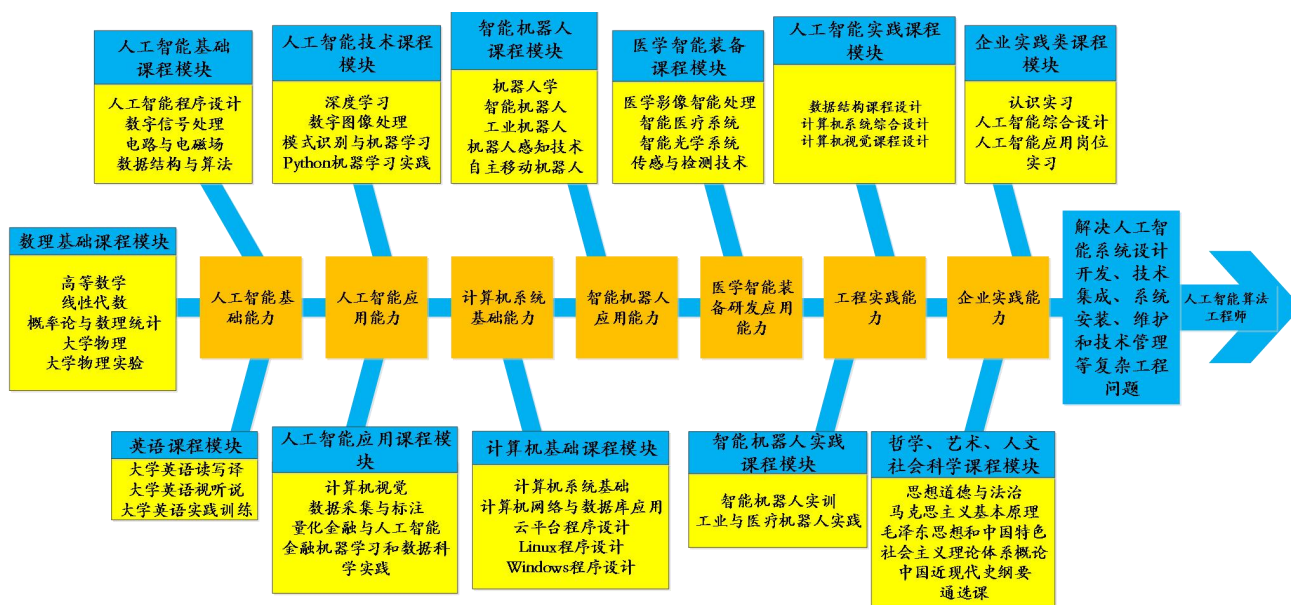 人工智能基础
课程模块
人工智能程序设计
数字信号处理
电路与电磁场
数据结构与算法
人工智能技术课程
模块
深度学习
数字图像处理
模式识别与机器学习
Python机器学习实践
智能机器人
课程模块
机器人学
智能机器人
工业机器人
机器人感知技术
自主移动机器人
医学智能装备
课程模块
医学影像智能处理
智能医疗系统
智能光学系统
传感与检测技术
人工智能实践课程
模块
数据结构课程设计
计算机系统综合设计
计算机视觉课程设计
企业实践类课程
模块
认识实习
人工智能综合设计
人工智能应用岗位
实习
数理基础课程模块
高等数学
线性代数
概率论与数理统计
大学物理
大学物理实验
人工智能基
础能力
人工智能应
用能力
计算机系统
基础能力
智能机器人
应用能力
医学智能装
备研发应用
能力
工程实践能
力
企业实践能
力
解决人工智
能系统设计
开发、技术
集成、系统
安装、维护
和技术管理
等复杂工程
问题
人工智能算法
工程师
英语课程模块
大学英语读写译
大学英语视听说
大学英语实践训练
人工智能应用课程模
块
计算机视觉
数据采集与标注
量化金融与人工智能
金融机器学习和数据科
学实践
计算机基础课程模块
计算机系统基础
计算机网络与数据库应用
云平台程序设计
Linux程序设计
Windows程序设计
智能机器人实践
课程模块
智能机器人实训
工业与医疗机器人实践
哲学、艺术、人文
社会科学课程模块
思想道德与法治
马克思主义基本原理
毛泽东思想和中国特色
社会主义理论体系概论
中国近现代史纲要
通选课